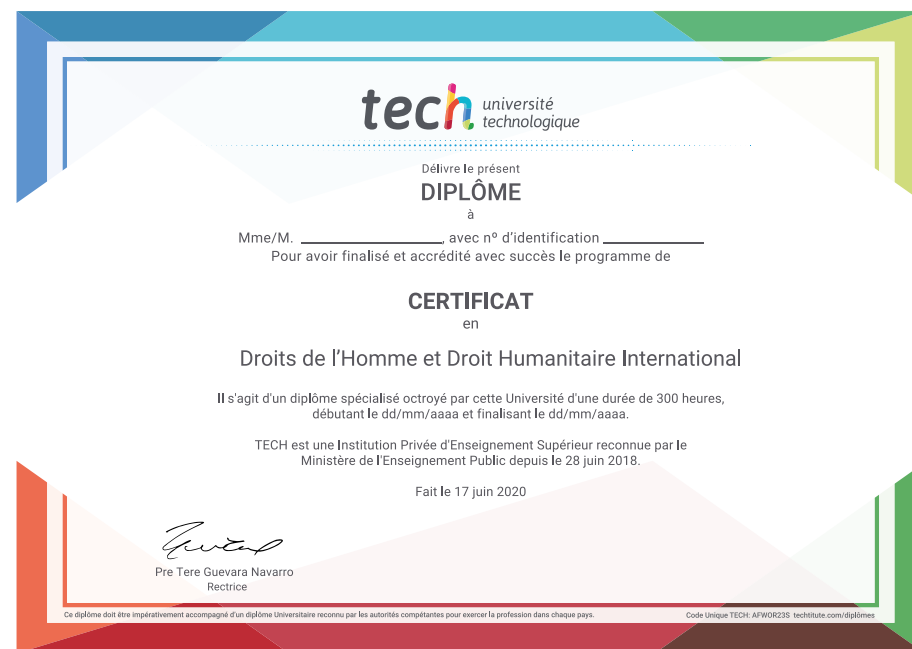 tech université
technologique
Délivre le présent
DIPLÔME
à
Mme/M. ____________________, avec nº d'identification ______________
Pour avoir finalisé et accrédité avec succès le programme de
CERTIFICAT
en
Droits de l'Homme et Droit Humanitaire International
Il s'agit d'un diplôme spécialisé octroyé par cette Université d'une durée de 300 heures,
débutant le dd/mm/aaaa et finalisant le dd/mm/aaaa.
TECH est une Institution Privée d'Enseignement Supérieur reconnue par le
Ministère de l'Enseignement Public depuis le 28 juin 2018.
Fait le 17 juin 2020
Pre Tere Guevara Navarro
Rectrice
Ce diplôme doit être impérativement accompagné d'un diplôme Universitaire reconnu par les autorités compétantes pour exercer la profession dans chaque pays. Code Unique TECH: AFWOR23S techtitute.com/diplômes